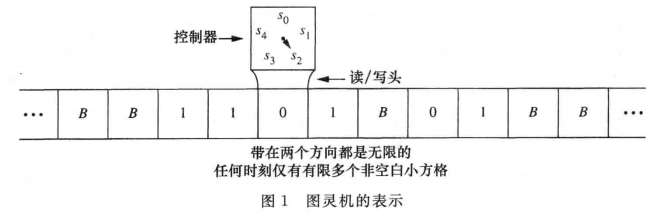 s₀
s₄ s₁
s₃ s₂
控制器
读/写头
… B B 1 1 0 1 B 0 1 B B …
带在两个方向都是无限的
任何时刻仅有有限多个非空白小方格
图 1 图灵机的表示